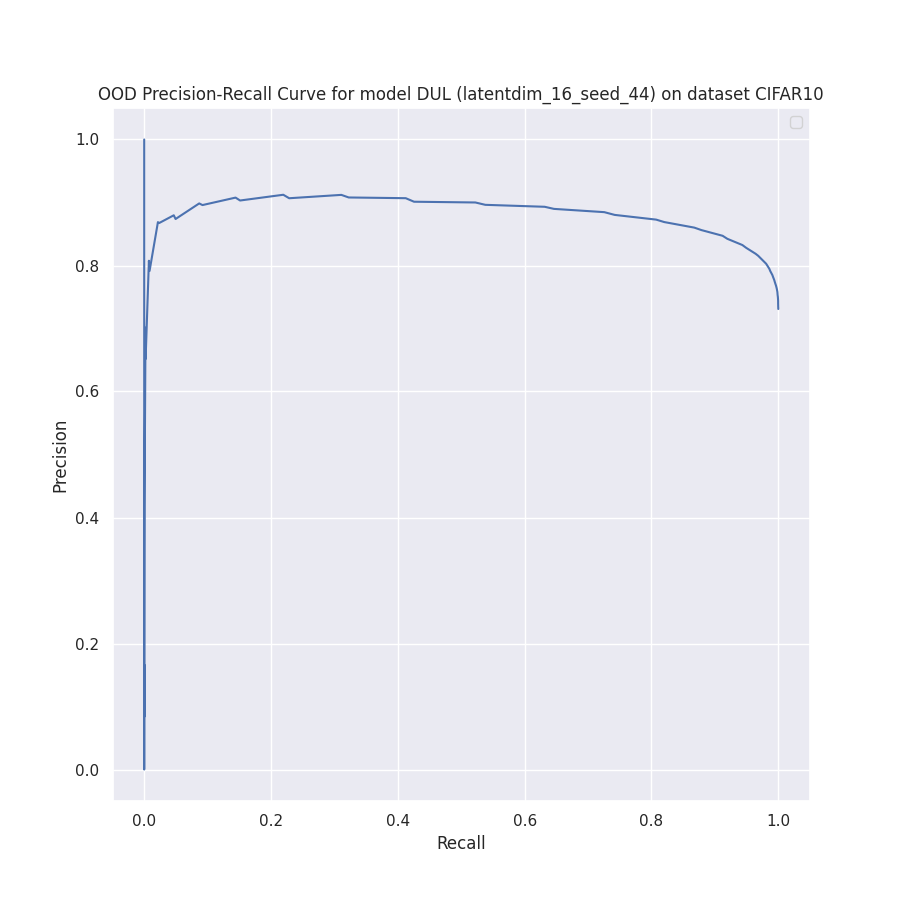 OOD Precision-Recall Curve for model DUL (latentdim_16_seed_44) on dataset CIFAR10
1.0
0.8
0.6
0.4
0.2
0.0
Precision
0.0 0.2 0.4 0.6 0.8 1.0
Recall